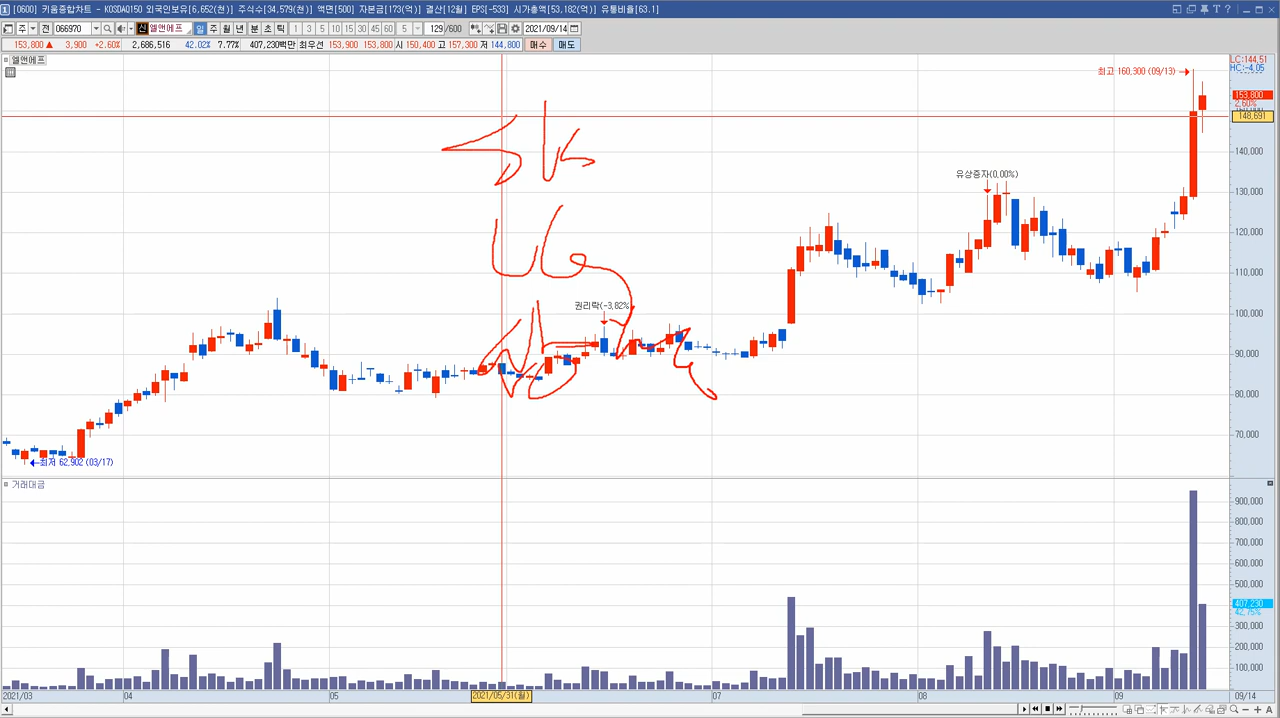 [0600] 키움종합차트 - KOSDAQ150 외국인보유[6,652(천)] 주식수[34,579(천)] 액면[500] 자본금[173(억)] 결산[12월] EPS[-533] 시가총액[53,182(억)] 유통비율[63.1]
주 전 066970 신 엘앤에프 일 주 월 년 분 초 틱 1 3 5 10 15 30 45 60 5 129 /600 2021/09/14
153,800 ▲ 3,900 +2.60% 2,686,516 42.02% 7.77% 407,230백만 최우선 153,900 153,800 시 150,400 고 157,300 저 144,800 매수 매도
엘앤에프
LC:144.51
HC:-4.05
최고 160,300 (09/13)
153,800
2.60%
148,691
140,000
유상증자(0.00%)
130,000
120,000
110,000
권리락(-3.82%)
100,000
90,000
80,000
70,000
최저 62,902 (03/17)
거래대금
900,000
800,000
700,000
600,000
500,000
407,230
42.75%
300,000
200,000
100,000
2021/03 04 05 2021/05/31(월) 07 08 09 09/14